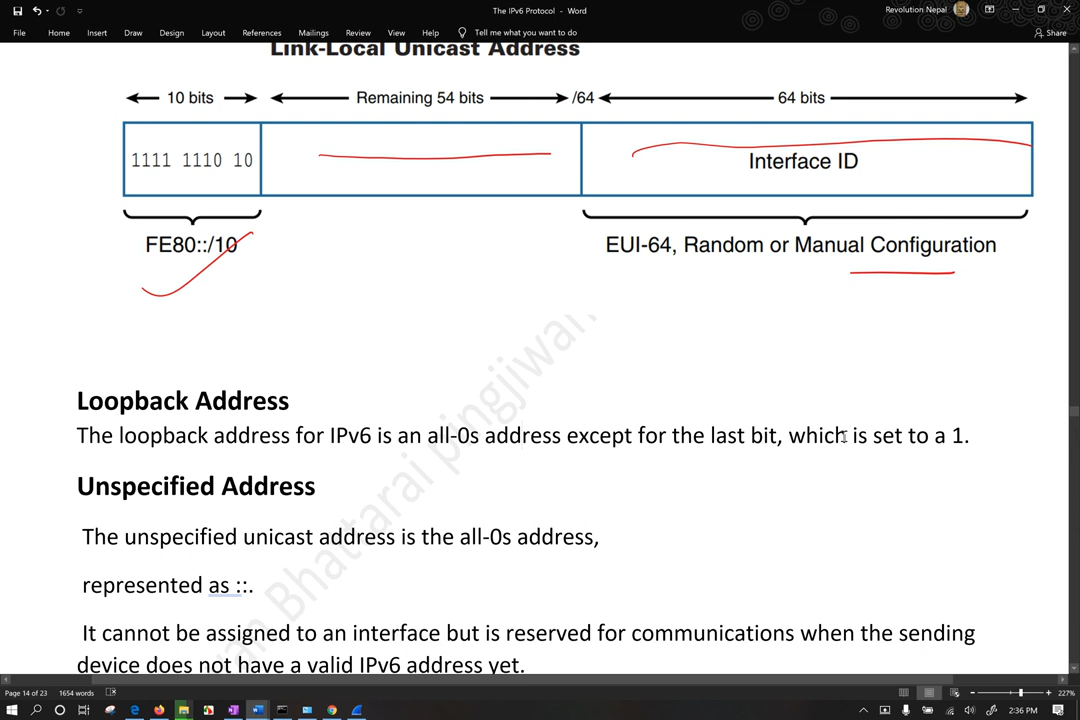 The IPv6 Protocol - Word
Revolution Nepal
File Home Insert Draw Design Layout References Mailings Review View Help Tell me what you want to do Share
Link-Local Unicast Address
10 bits Remaining 54 bits /64 64 bits
1111 1110 10 Interface ID
FE80::/10 EUI-64, Random or Manual Configuration
Loopback Address
The loopback address for IPv6 is an all-0s address except for the last bit, which is set to a 1.
Unspecified Address
The unspecified unicast address is the all-0s address,
represented as ::.
It cannot be assigned to an interface but is reserved for communications when the sending
device does not have a valid IPv6 address yet.
Bhattarai pingjiwan
Page 14 of 23 1654 words 227%
2:36 PM